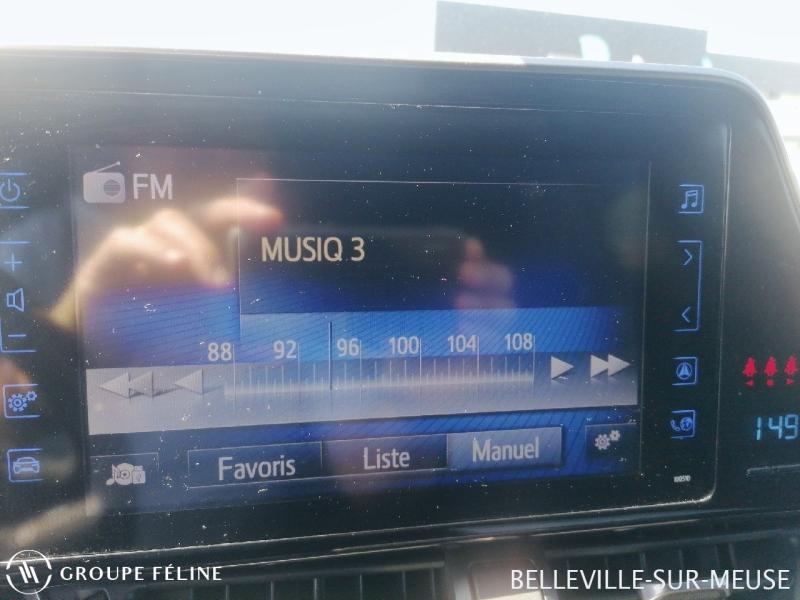 FM
MUSIQ 3
88 92 96 100 104 108
Favoris Liste Manuel
149
GROUPE FÉLINE
BELLEVILLE-SUR-MEUSE